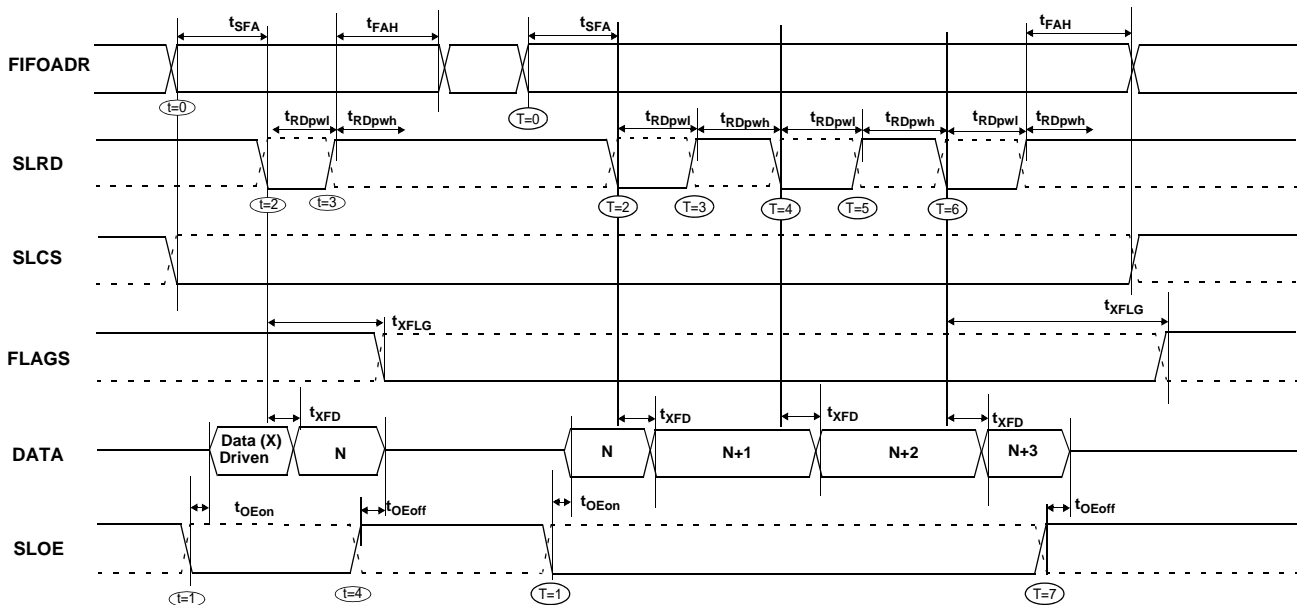 tSFA tFAH tSFA tFAH
FIFOADR
t=0 T=0
tRDpwl tRDpwh tRDpwl tRDpwh tRDpwl tRDpwh tRDpwl tRDpwh
SLRD
t=2 t=3 T=2 T=3 T=4 T=5 T=6
SLCS
tXFLG tXFLG
FLAGS
tXFD tXFD tXFD tXFD
DATA Data (X) Driven N N N+1 N+2 N+3
tOEon tOEoff tOEon tOEoff
SLOE
t=1 t=4 T=1 T=7